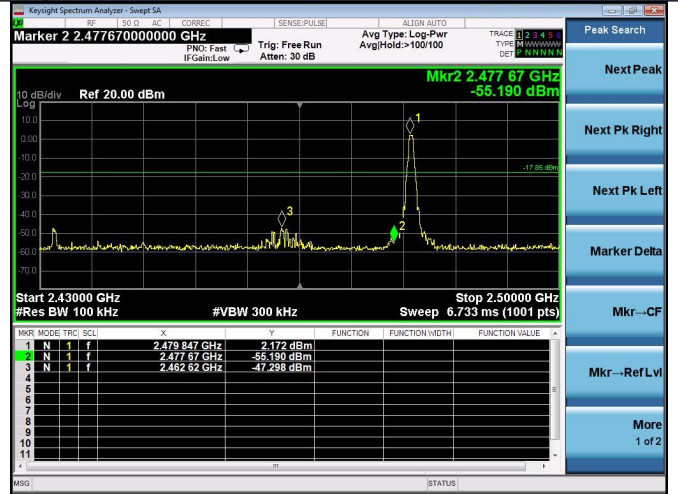 Keysight Spectrum Analyzer - Swept SA
LXI RF 50 Ω AC CORREC SENSE:PULSE ALIGN AUTO
Marker 2 2.477670000000 GHz
PNO: Fast
IFGain:Low
Trig: Free Run
Atten: 30 dB
Avg Type: Log-Pwr
Avg|Hold:>100/100
TRACE 1 2 3 4 5 6
TYPE M WWWWW
DET P N N N N N
Peak Search
Mkr2 2.477 67 GHz
-55.190 dBm
10 dB/div Ref 20.00 dBm
Log
10.0
0.00
-10.0
-20.0
-30.0
-40.0
-50.0
-60.0
-70.0
1
-17.85 dBm
3
2
Start 2.43000 GHz Stop 2.50000 GHz
#Res BW 100 kHz #VBW 300 kHz Sweep 6.733 ms (1001 pts)
MKR MODE TRC SCL X Y FUNCTION FUNCTION WIDTH FUNCTION VALUE
1 N 1 f 2.479 847 GHz 2.172 dBm
2 N 1 f 2.477 67 GHz -55.190 dBm
3 N 1 f 2.462 62 GHz -47.298 dBm
4
5
6
7
8
9
10
11
MSG STATUS
Next Peak
Next Pk Right
Next Pk Left
Marker Delta
Mkr→CF
Mkr→Ref Lvl
More
1 of 2